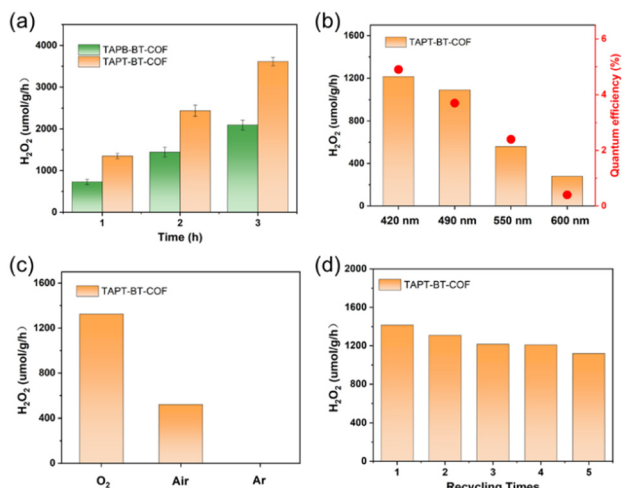 (a)
TAPB-BT-COF
TAPT-BT-COF
H₂O₂ (umol/g/h)
4000
3000
2000
1000
0
1 2 3
Time (h)
(b)
TAPT-BT-COF
H₂O₂ (umol/g/h)
1600
1200
800
400
0
Quantum efficiency (%)
6
4
2
0
420 nm 490 nm 550 nm 600 nm
(c)
TAPT-BT-COF
H₂O₂ (umol/g/h)
1600
1200
800
400
0
O₂ Air Ar
(d)
TAPT-BT-COF
H₂O₂ (umol/g/h)
2000
1600
1200
800
400
0
1 2 3 4 5
Recycling Times